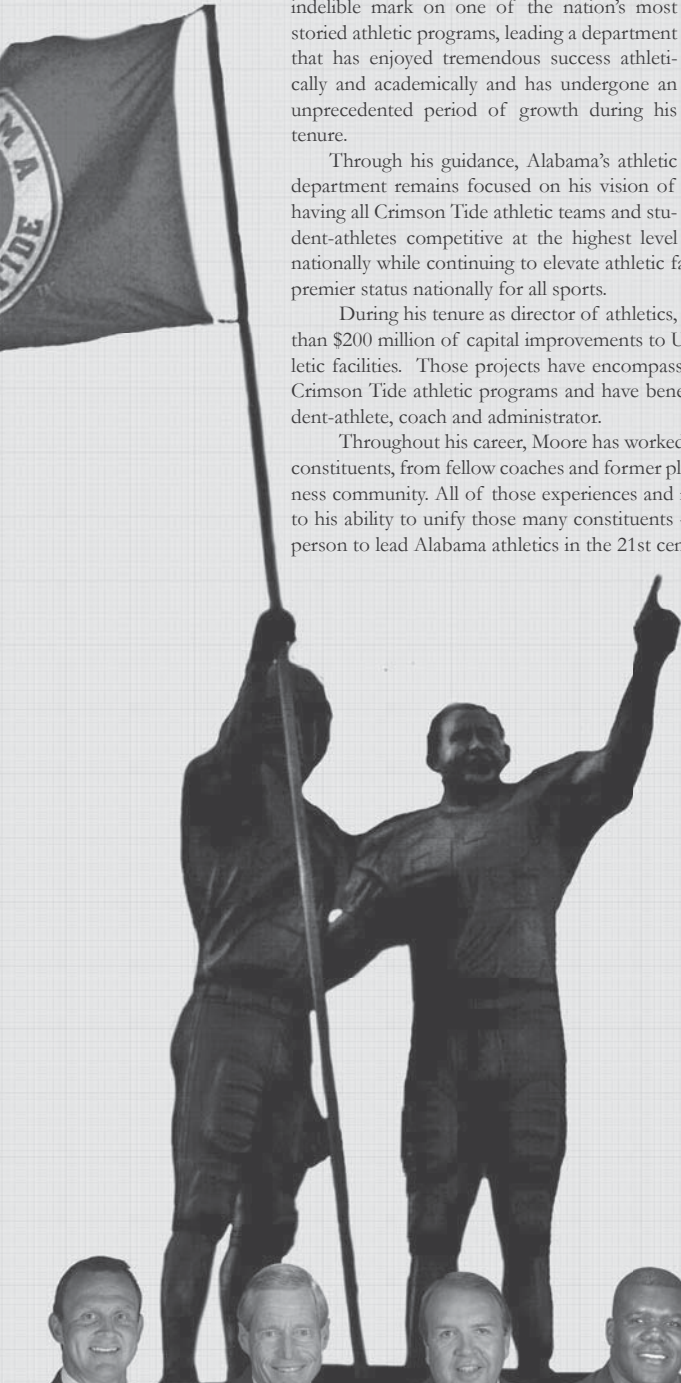 MA
TIDE
indelible mark on one of the nation's most
storied athletic programs, leading a department
that has enjoyed tremendous success athleti-
cally and academically and has undergone an
unprecedented period of growth during his
tenure.
Through his guidance, Alabama's athletic
department remains focused on his vision of
having all Crimson Tide athletic teams and stu-
dent-athletes competitive at the highest level
nationally while continuing to elevate athletic
premier status nationally for all sports.
During his tenure as director of athletics,
than $200 million of capital improvements to
letic facilities. Those projects have
Crimson Tide athletic programs and have
dent-athlete, coach and administrator.
Throughout his career, Moore has worked
constituents, from fellow coaches and former
ness community. All of those experiences and
to his ability to unify those many constituents
person to lead Alabama athletics in the 21st